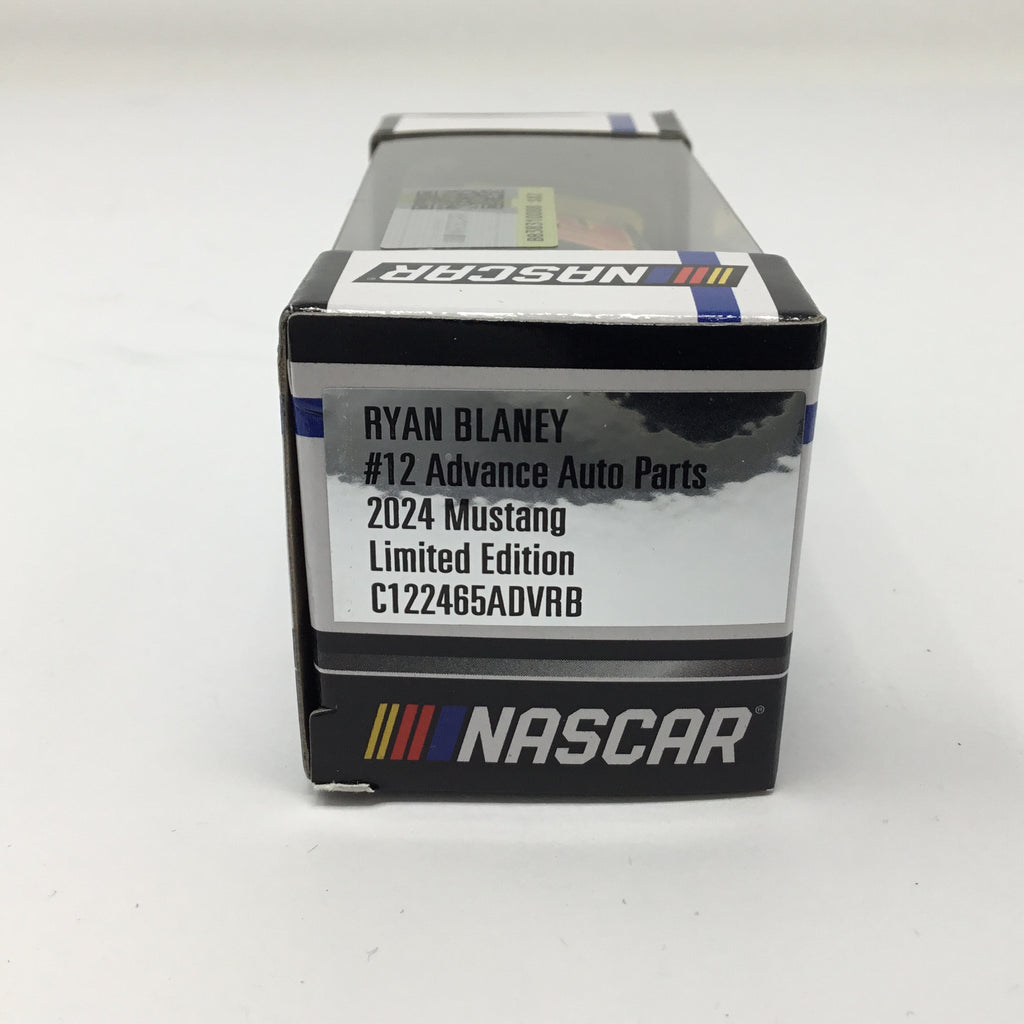 NASCAR
RYAN BLANEY
#12 Advance Auto Parts
2024 Mustang
Limited Edition
C122465ADVRB
NASCAR®